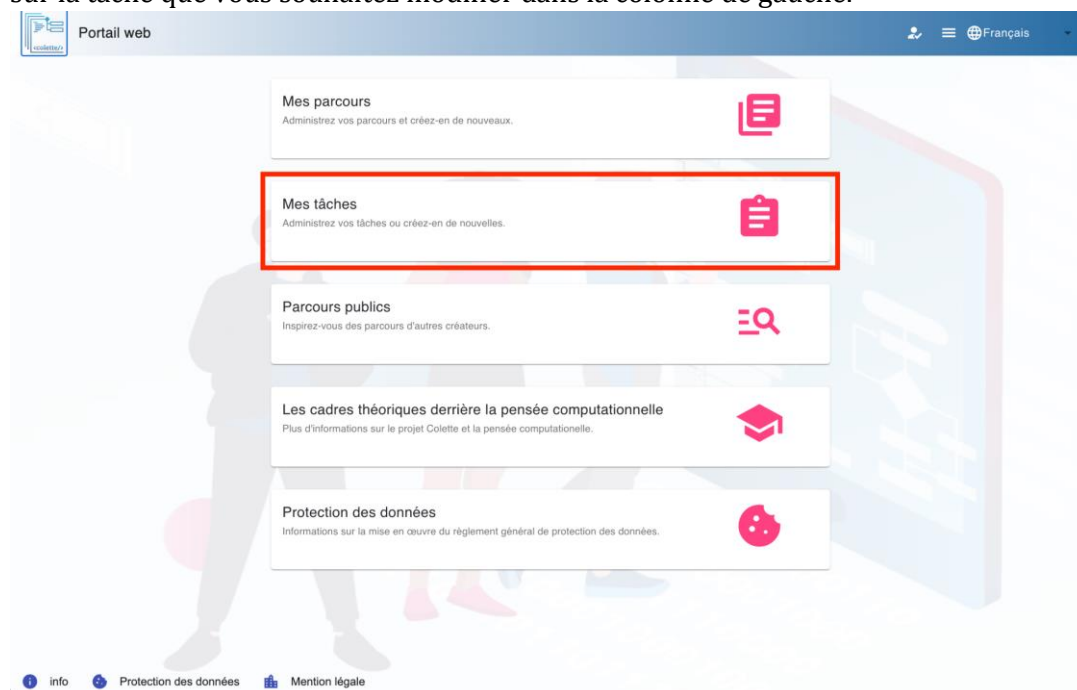 sur la tâche que vous souhaitez modifier dans la colonne de gauche.
<colette/>
Portail web
Français
Mes parcours
Administrez vos parcours et créez-en de nouveaux.
Mes tâches
Administrez vos tâches ou créez-en de nouvelles.
Parcours publics
Inspirez-vous des parcours d'autres créateurs.
Les cadres théoriques derrière la pensée computationnelle
Plus d'informations sur le projet Colette et la pensée computationelle.
Protection des données
Informations sur la mise en œuvre du règlement général de protection des données.
info
Protection des données
Mention légale